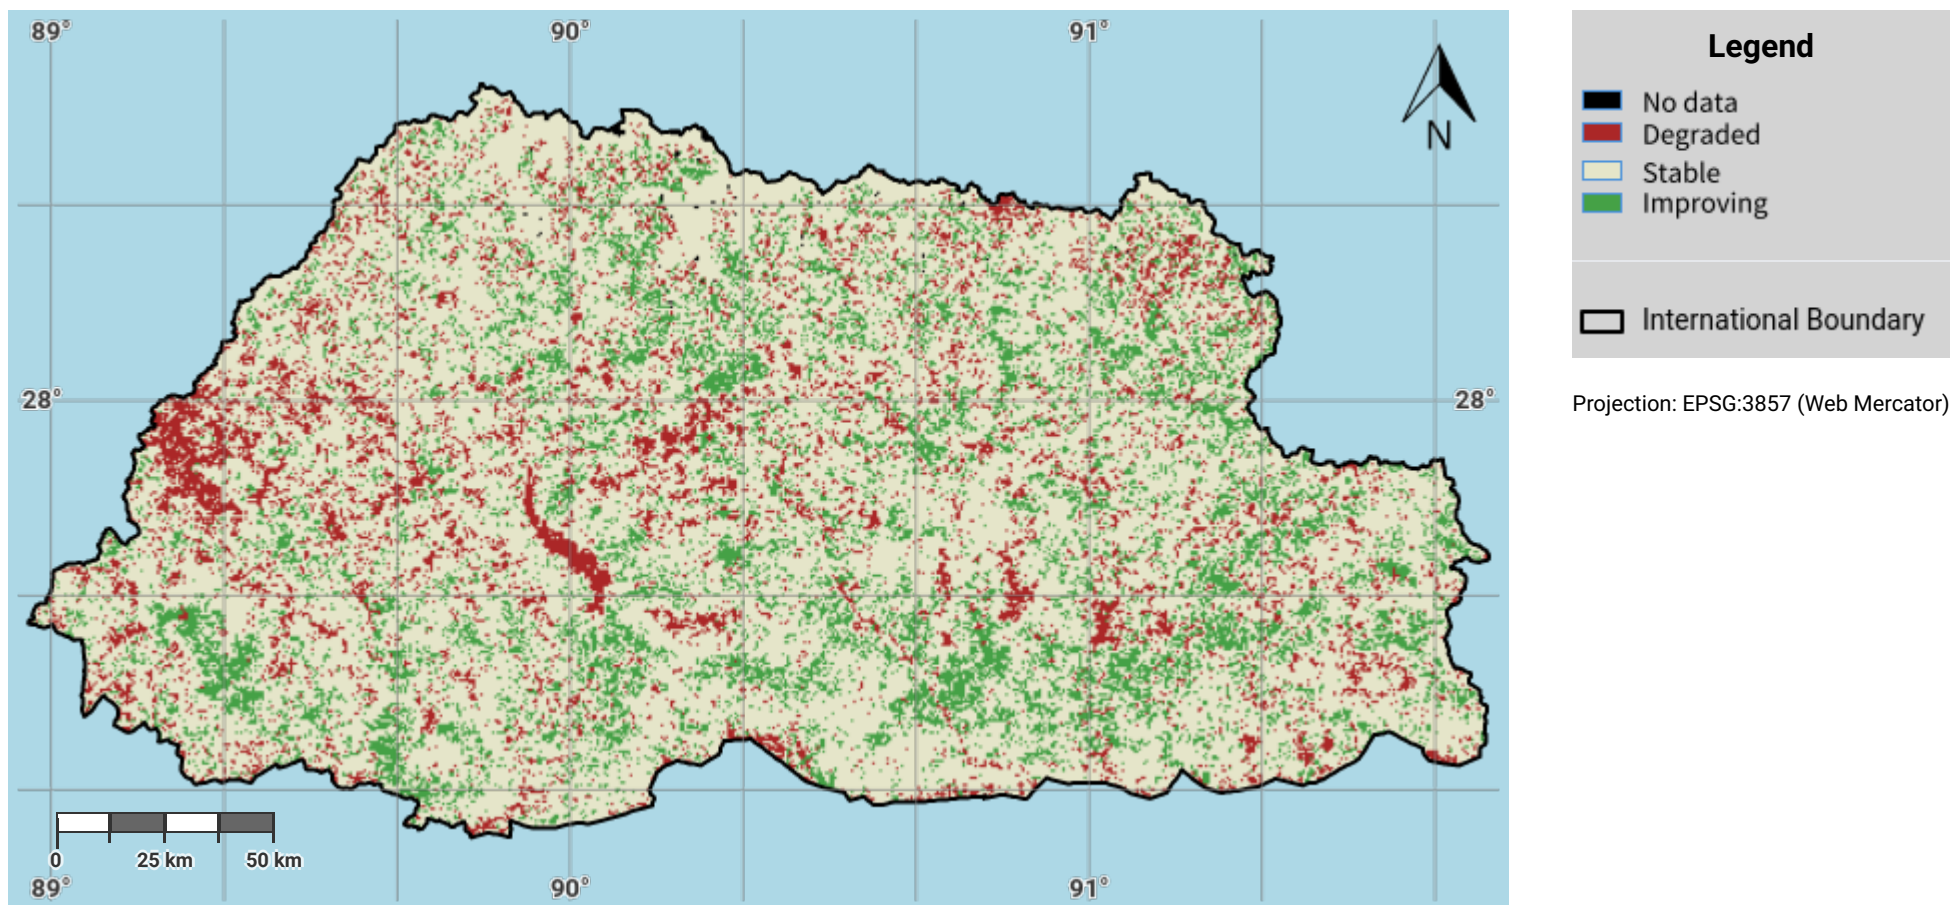 89° 90° 91°
N
28° 28°
0 25 km 50 km
89° 90° 91°
Legend
No data
Degraded
Stable
Improving
International Boundary
Projection: EPSG:3857 (Web Mercator)